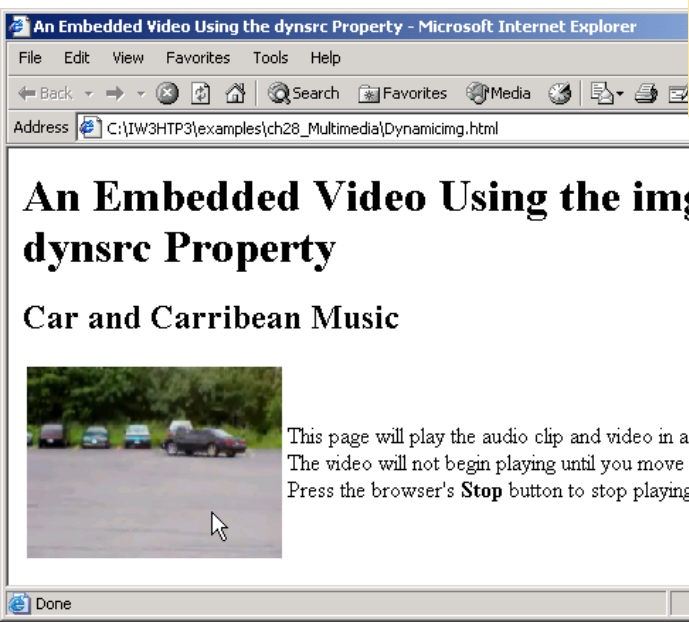 An Embedded Video Using the dynsrc Property - Microsoft Internet Explorer
File Edit View Favorites Tools Help
Back Search Favorites Media
Address C:\IW3HTP3\examples\ch28_Multimedia\Dynamicimg.html
An Embedded Video Using the img
dynsrc Property
Car and Carribean Music
This page will play the audio clip and video in a
The video will not begin playing until you move
Press the browser's Stop button to stop playing
Done